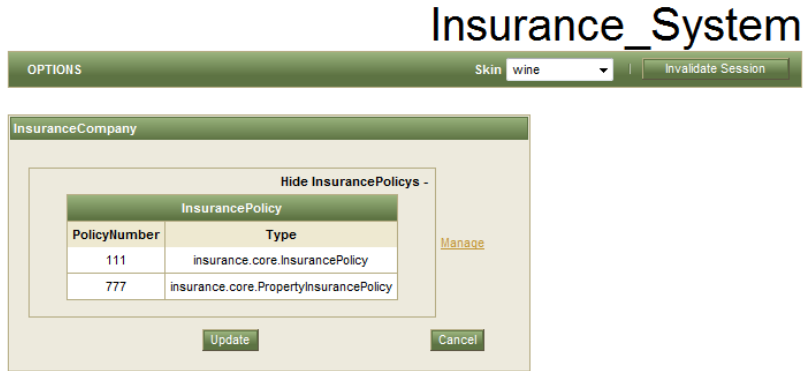 Insurance_System
OPTIONS Skin wine | Invalidate Session
InsuranceCompany
Hide InsurancePolicys -
InsurancePolicy
PolicyNumber Type
111 insurance.core.InsurancePolicy
Manage
777 insurance.core.PropertyInsurancePolicy
Update Cancel